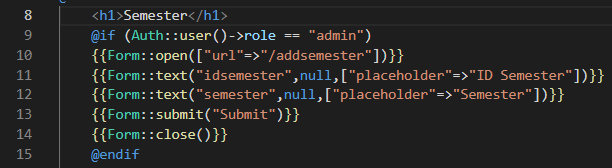 8 <h1>Semester</h1>
9 @if (Auth::user()->role == "admin")
10 {{Form::open(["url"=>"/addsemester"])}}
11 {{Form::text("idsemester",null,["placeholder"=>"ID Semester"])}}
12 {{Form::text("semester",null,["placeholder"=>"Semester"])}}
13 {{Form::submit("Submit")}}
14 {{Form::close()}}
15 @endif